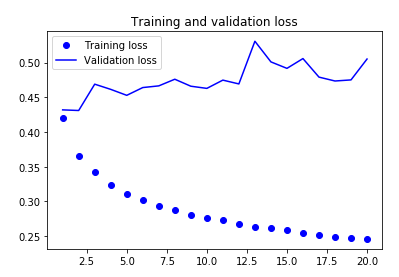 Training and validation loss
Training loss
Validation loss
0.50
0.45
0.40
0.35
0.30
0.25
2.5 5.0 7.5 10.0 12.5 15.0 17.5 20.0